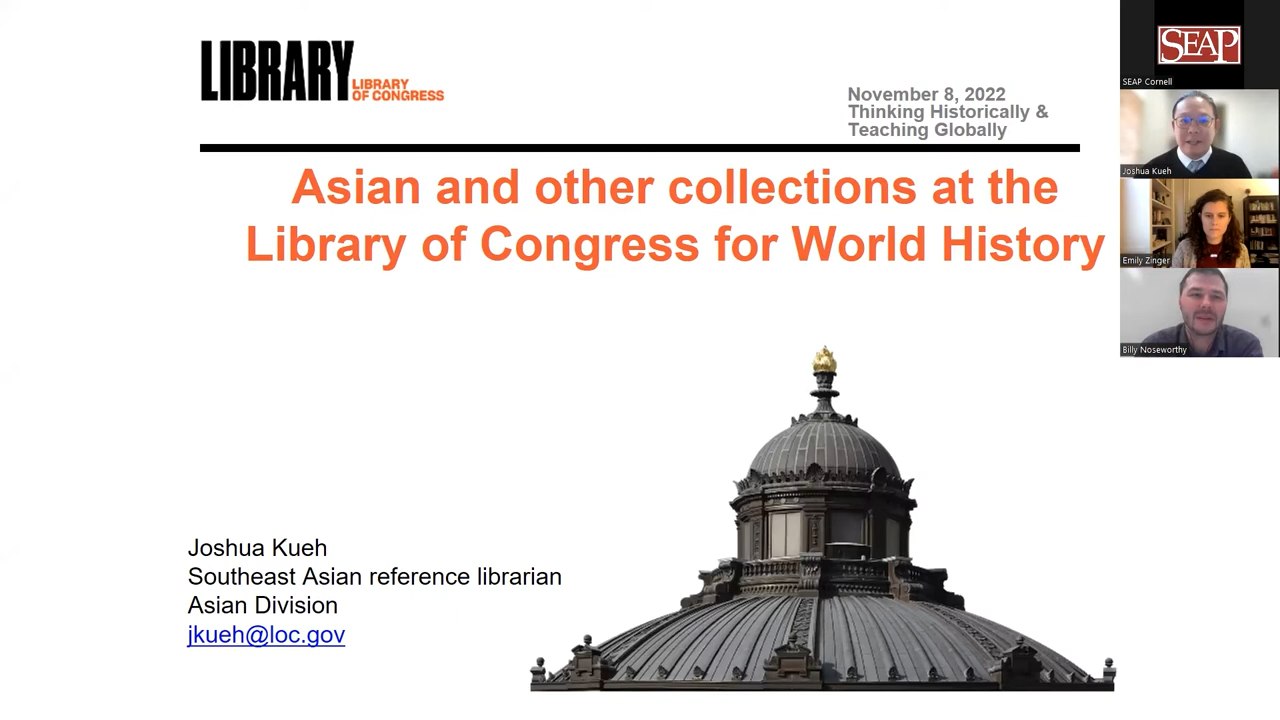 LIBRARY
LIBRARY
OF CONGRESS
November 8, 2022
Thinking Historically &
Teaching Globally
Asian and other collections at the
Library of Congress for World History
Joshua Kueh
Southeast Asian reference librarian
Asian Division
jkueh@loc.gov
SEAP
SEAP Cornell
Joshua Kueh
Emily Zinger
Billy Noseworthy